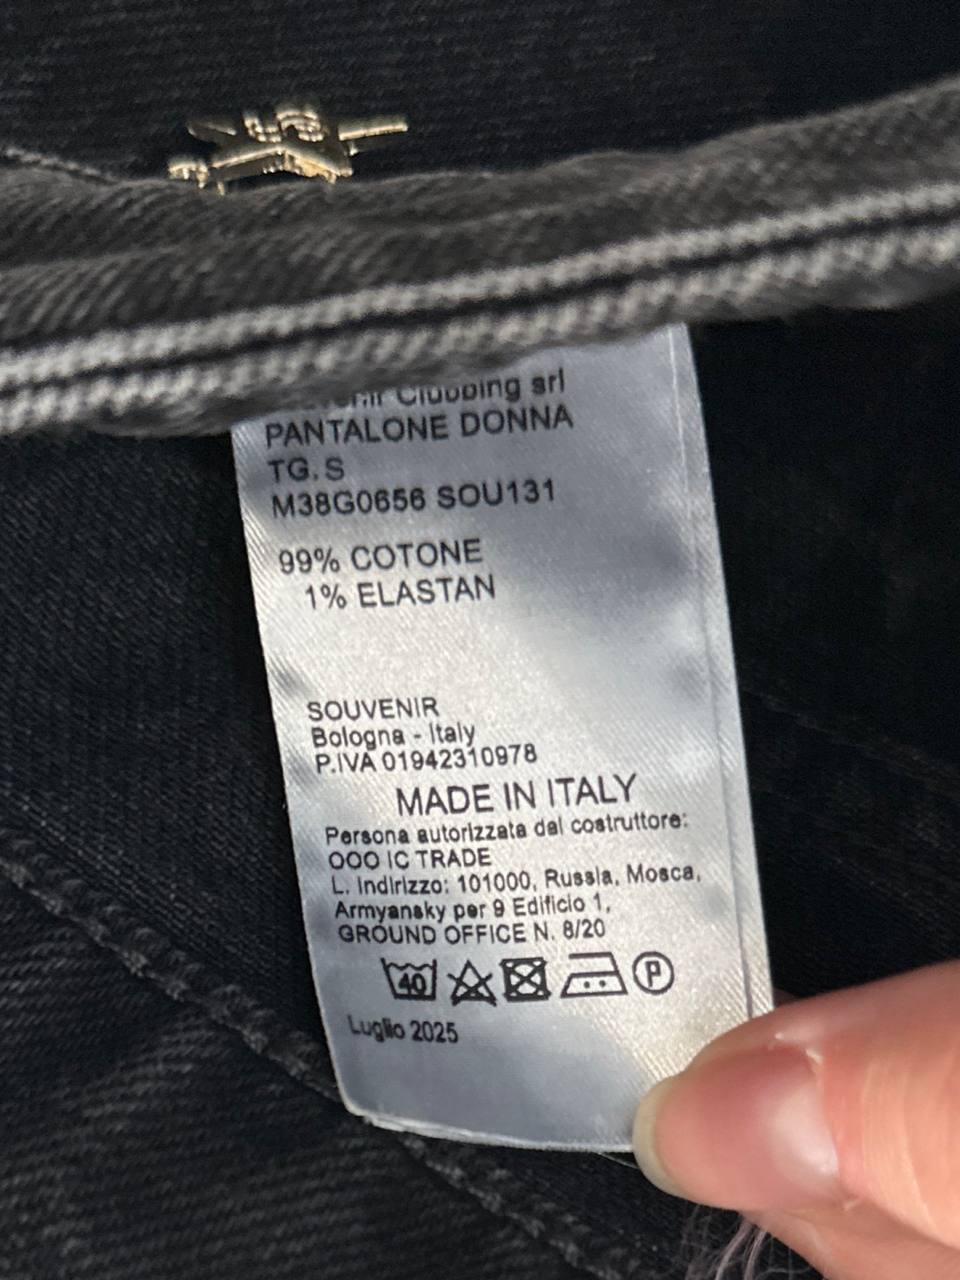 Clubbing srl
PANTALONE DONNA
TG. S
M38G0656 SOU131
99% COTONE
1% ELASTAN
SOUVENIR
Bologna - Italy
P.IVA 01942310978
MADE IN ITALY
Persona autorizzata dal costruttore:
OOO IC TRADE
L. Indirizzo: 101000, Russia, Mosca,
Armyansky per 9 Edificio 1,
GROUND OFFICE N. 8/20
40 P
Luglio 2025